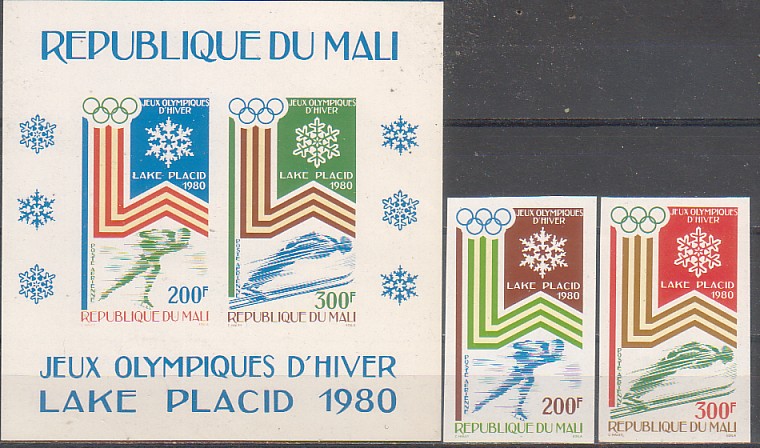 REPUBLIQUE DU MALI
JEUX OLYMPIQUES
D'HIVER
LAKE PLACID
1980
POSTE AERIENNE
200F
REPUBLIQUE DU MALI
JEUX OLYMPIQUES
D'HIVER
LAKE PLACID
1980
POSTE AERIENNE
300F
REPUBLIQUE DU MALI
JEUX OLYMPIQUES D'HIVER
LAKE PLACID 1980
JEUX OLYMPIQUES
D'HIVER
LAKE PLACID
1980
POSTE AERIENNE
200F
REPUBLIQUE DU MALI
JEUX OLYMPIQUES
D'HIVER
LAKE PLACID
1980
POSTE AERIENNE
300F
REPUBLIQUE DU MALI